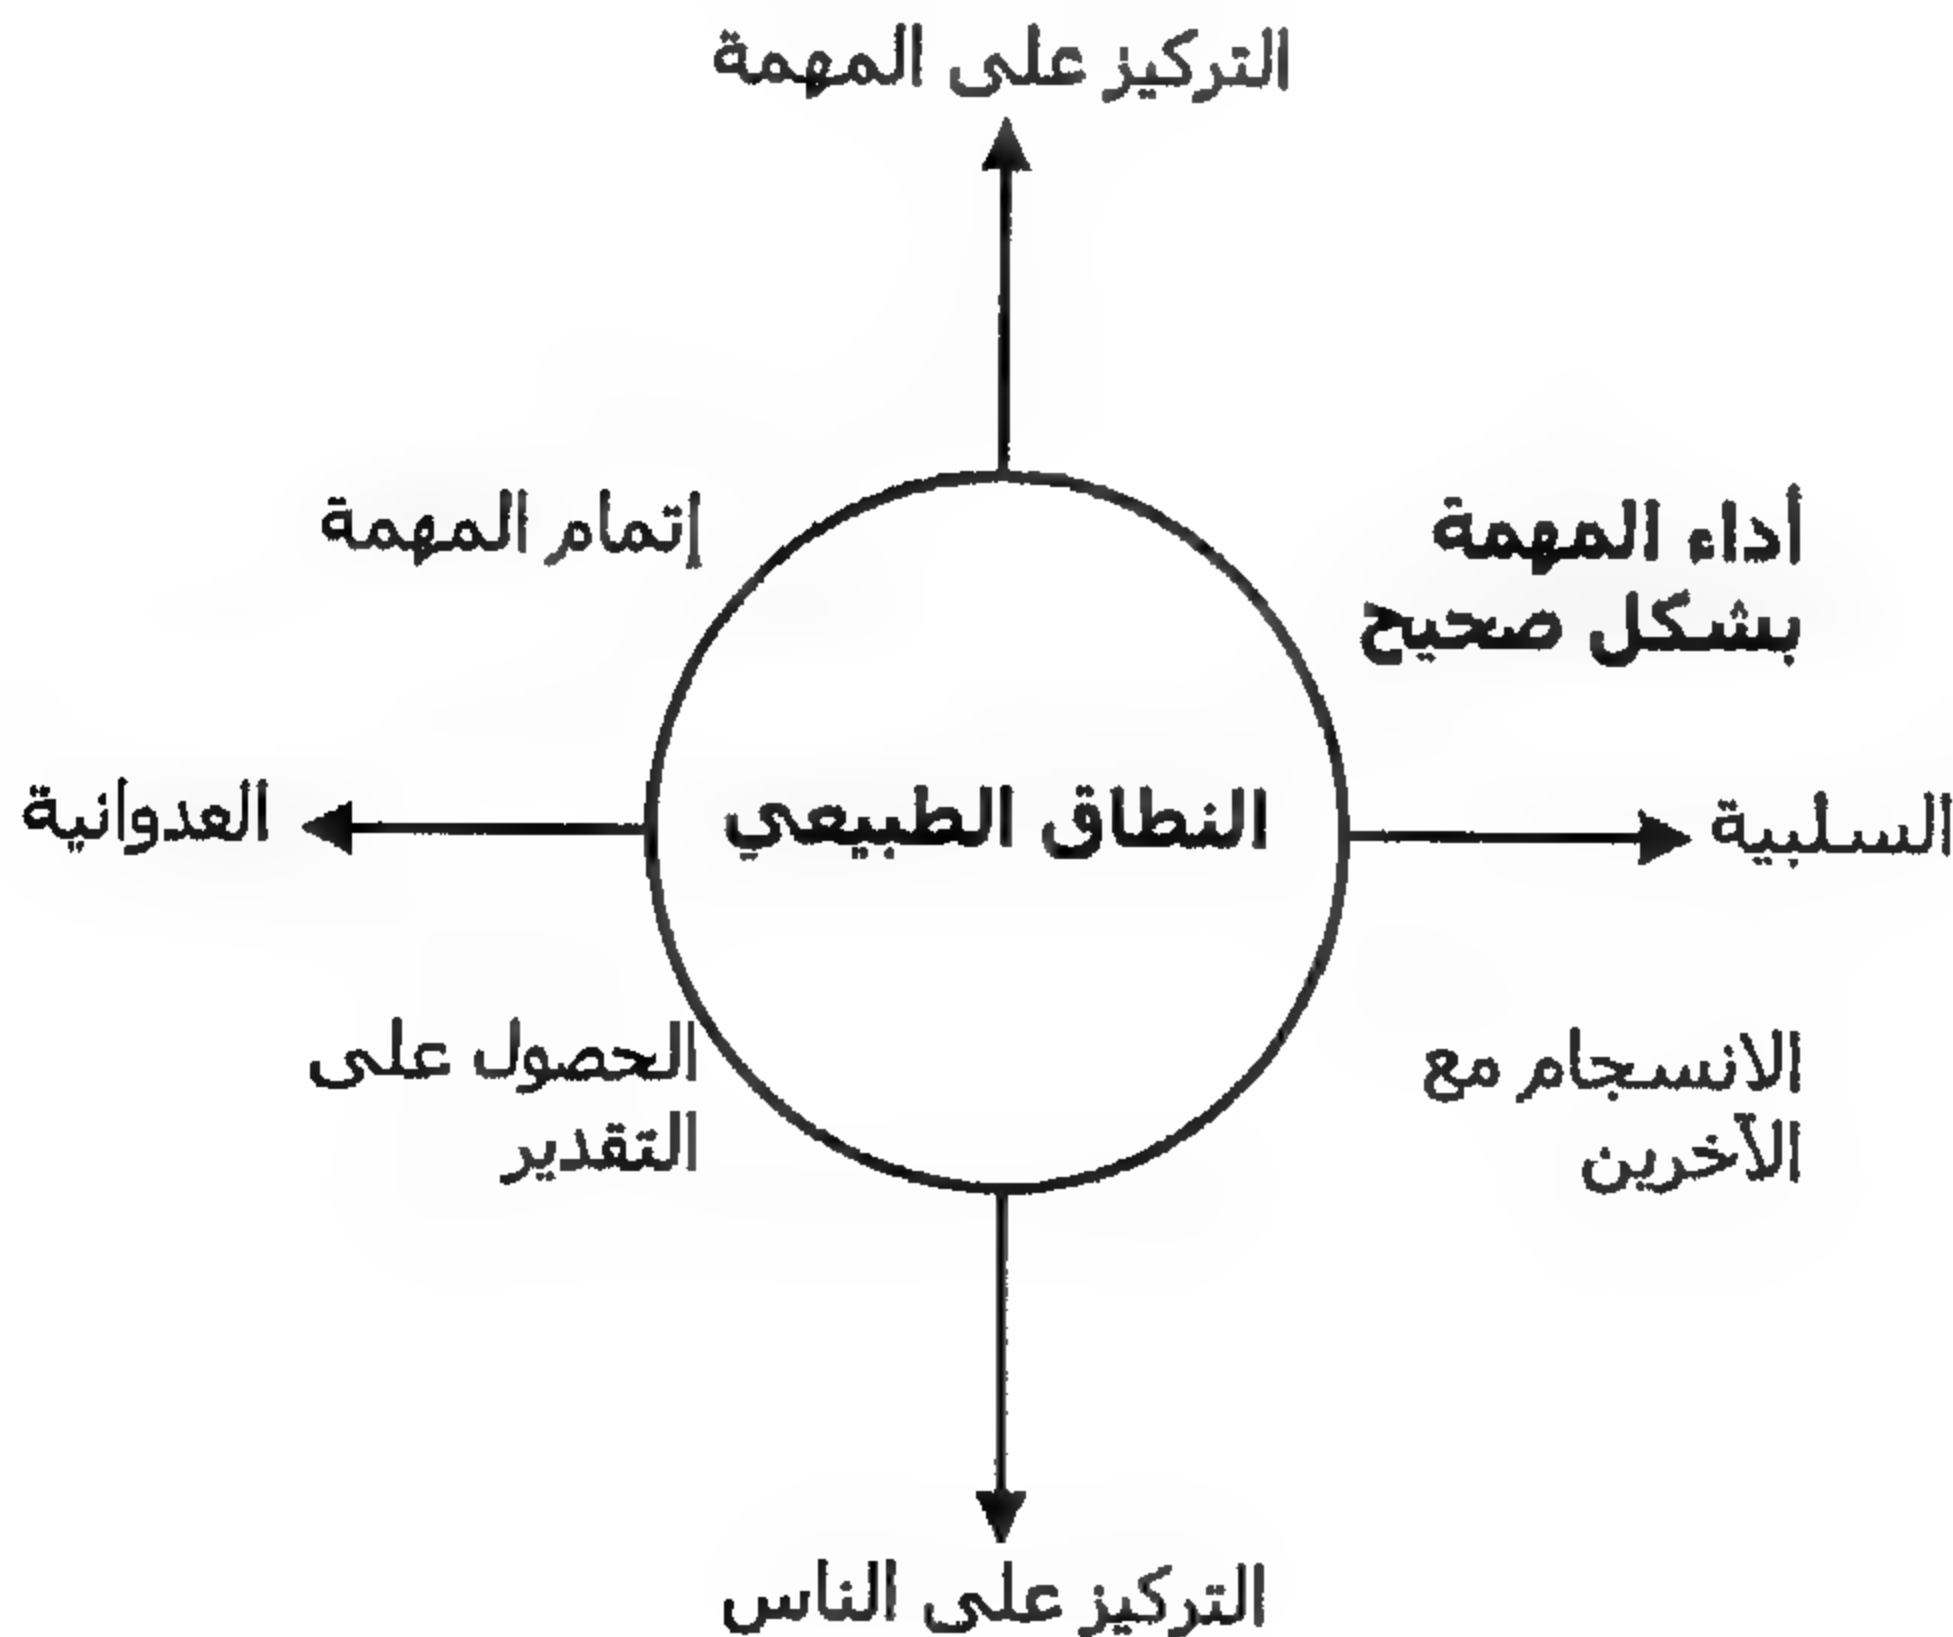 التركيز على المهمة
أداء المهمة
بشكل صحيح
إتمام المهمة
السلبية
النطاق الطبيعي
العدوانية
الانسجام مع
الآخرين
الحصول على
التقدير
التركيز على الناس